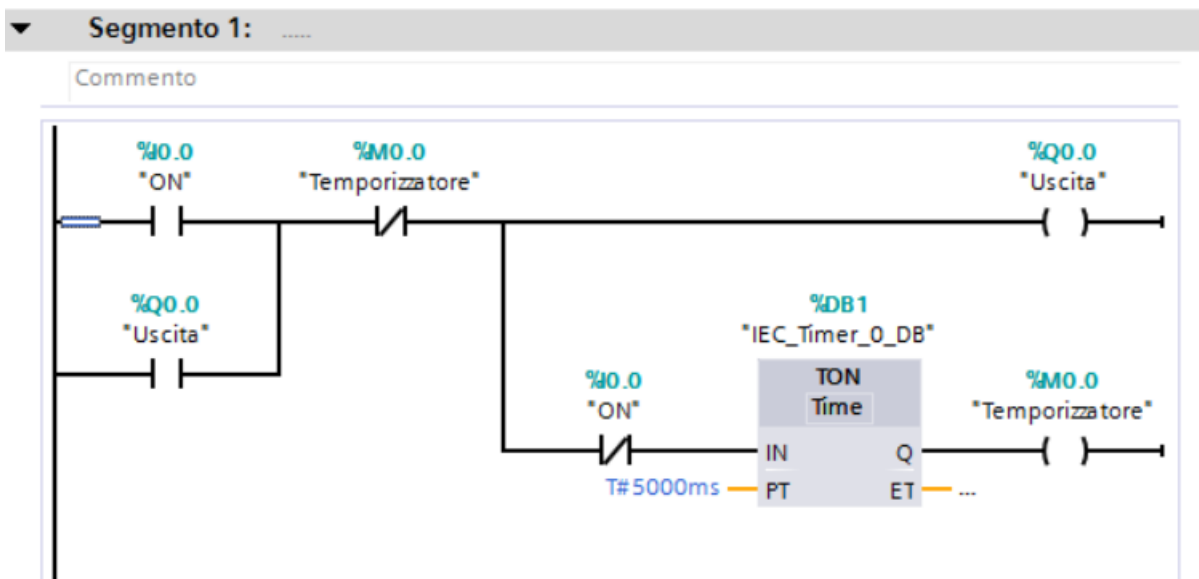 Segmento 1: .....
Commento
%I0.0
"ON"
%M0.0
"Temporizzatore"
%Q0.0
"Uscita"
%Q0.0
"Uscita"
%DB1
"IEC_Timer_0_DB"
%I0.0
"ON"
TON
Time
%M0.0
"Temporizzatore"
IN
Q
T#5000ms
PT
ET
...